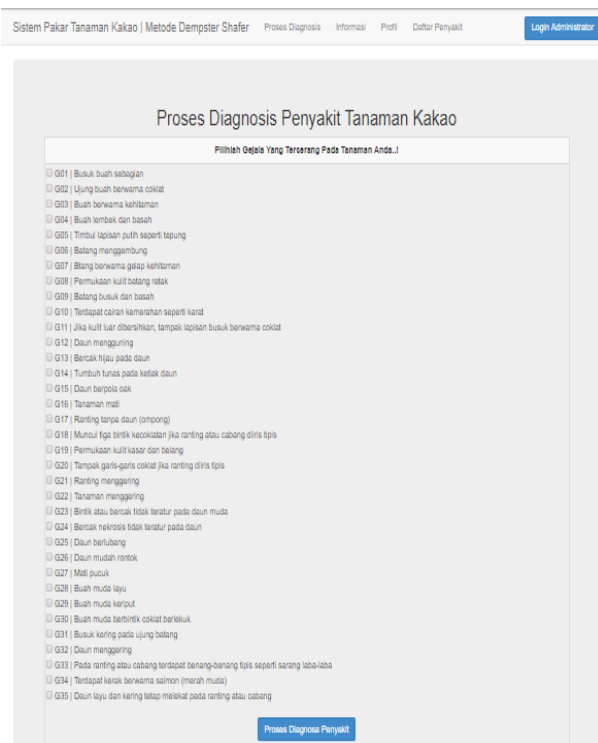 Sistem Pakar Tanaman Kakao | Metode Dempster Shafer Proses Diagnosis Informasi Profil Daftar Penyakit Login Administrator
Proses Diagnosis Penyakit Tanaman Kakao
Pilihlah Gejala Yang Terserang Pada Tanaman Anda..!
G01 | Busuk buah sebagian
G02 | Ujung buah berwarna coklat
G03 | Buah berwarna kehitaman
G04 | Buah lembek dan basah
G05 | Timbul lapisan putih seperti tepung
G06 | Batang menggembung
G07 | Btang berwarna gelap kehitaman
G08 | Permukaan kulit batang retak
G09 | Batang busuk dan basah
G10 | Terdapat cairan kemerahan seperti karat
G11 | Jika kulit luar dibersihkan, tampak lapisan busuk berwarna coklat
G12 | Daun mengguning
G13 | Bercak hijau pada daun
G14 | Tumbuh tunas pada ketiak daun
G15 | Daun berpola oak
G16 | Tanaman mati
G17 | Ranting tanpa daun (ompong)
G18 | Muncul tiga bintik kecoklatan jika ranting atau cabang diiris tipis
G19 | Permukaan kulit kasar dan belang
G20 | Tampak garis-garis coklat jika ranting diiris tipis
G21 | Ranting menggering
G22 | Tanaman menggering
G23 | Bintik atau bercak tidak teratur pada daun muda
G24 | Bercak nekrosis tidak teratur pada daun
G25 | Daun berlubang
G26 | Daun mudah rontok
G27 | Mati pucuk
G28 | Buah muda layu
G29 | Buah muda keriput
G30 | Buah muda berbintik coklat berlekuk
G31 | Busuk kering pada ujung batang
G32 | Daun menggering
G33 | Pada ranting atau cabang terdapat benang-benang tipis seperti sarang laba-laba
G34 | Terdapat kerak berwarna salmon (merah muda)
G35 | Daun layu dan kering tetap melekat pada ranting atau cabang
Proses Diagnosa Penyakit